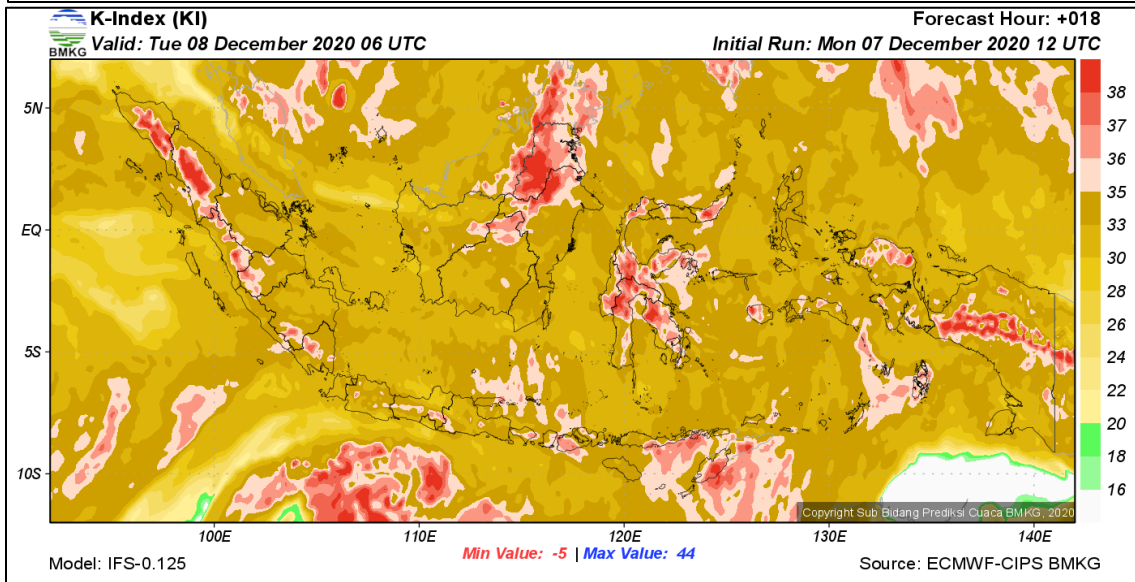 K-Index (KI)
Forecast Hour: +018
BMKG
Valid: Tue 08 December 2020 06 UTC
Initial Run: Mon 07 December 2020 12 UTC
5N
EQ
5S
10S
100E
110E
120E
130E
140E
38
37
36
35
33
30
28
26
24
22
21
20
18
16
Copyright Sub Bidang Prediksi Cuaca BMKG, 2020
Model: IFS-0.125
Min Value: -5 | Max Value: 44
Source: ECMWF-CIPS BMKG